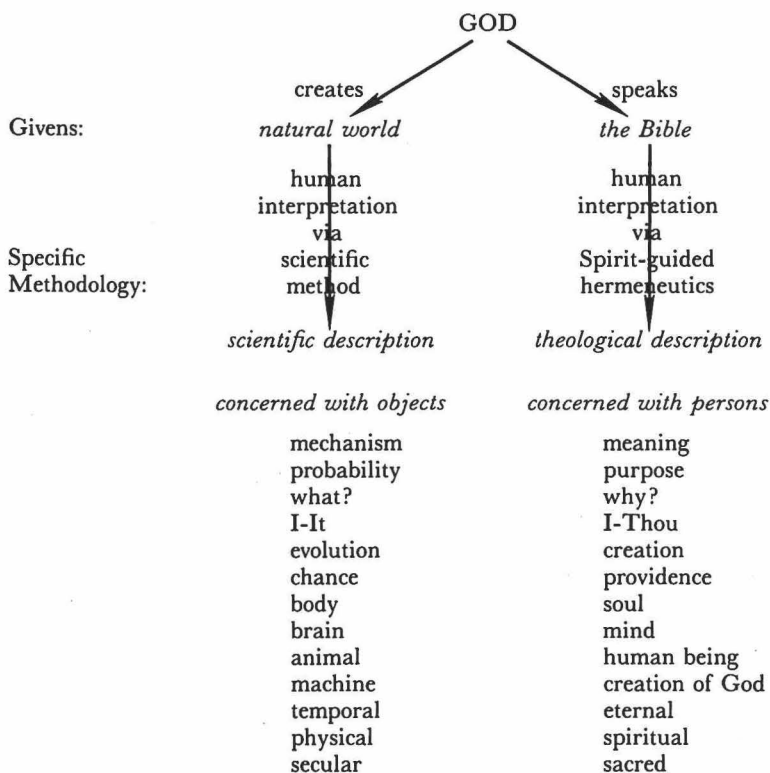 GOD
creates speaks
Givens: natural world the Bible
human human
interpretation interpretation
via via
Specific scientific Spirit-guided
Methodology: method hermeneutics
scientific description theological description
concerned with objects concerned with persons
mechanism meaning
probability purpose
what? why?
I-It I-Thou
evolution creation
chance providence
body soul
brain mind
animal human being
machine creation of God
temporal eternal
physical spiritual
secular sacred